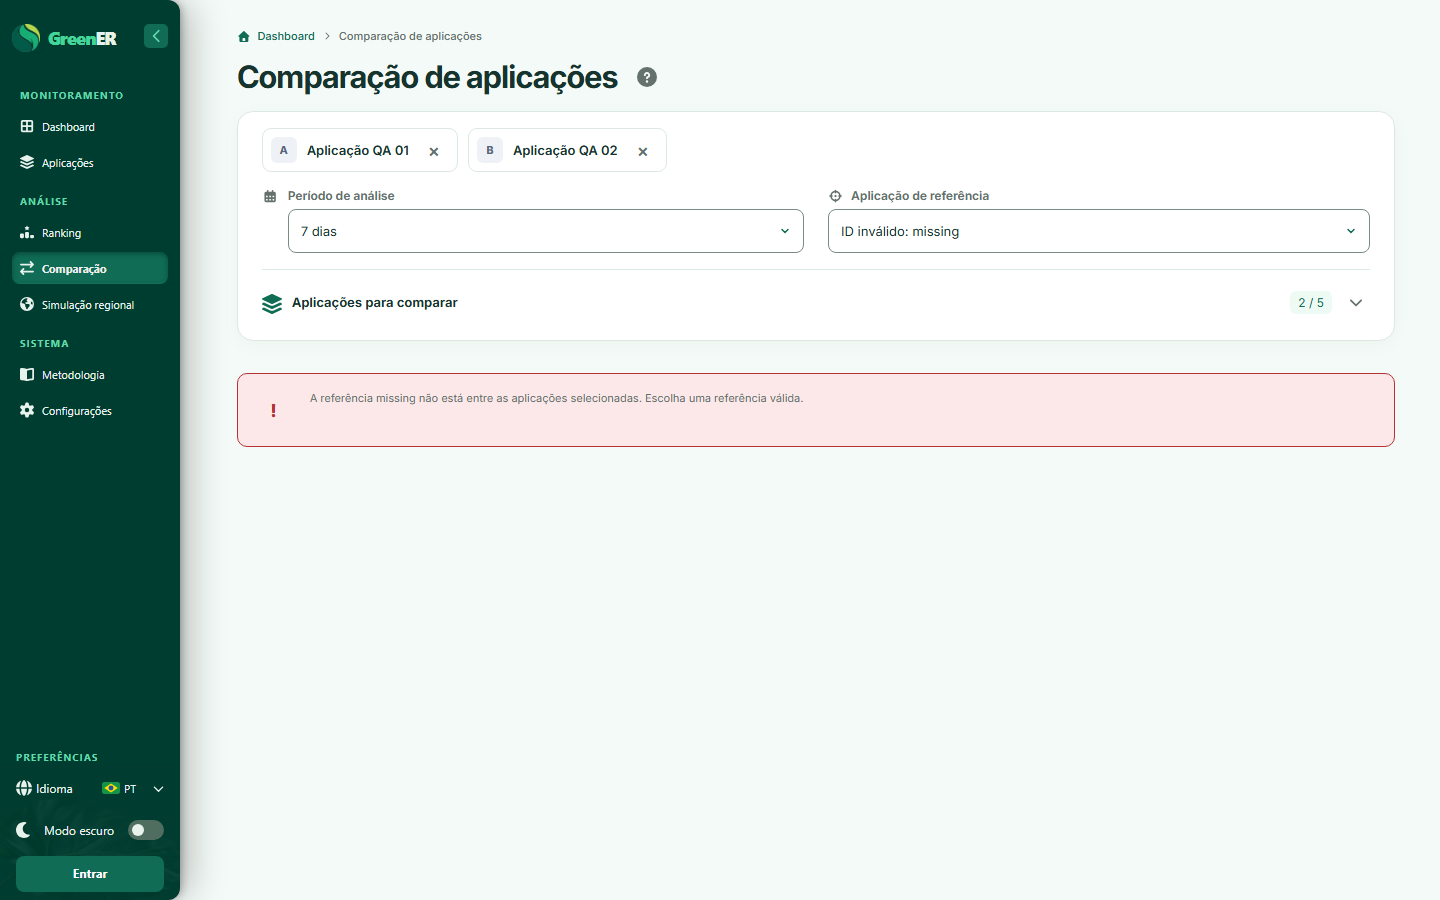 GreenER
MONITORAMENTO
Dashboard
Aplicações
ANÁLISE
Ranking
Comparação
Simulação regional
SISTEMA
Metodologia
Configurações
PREFERÊNCIAS
Idioma PT
Modo escuro
Entrar
Dashboard > Comparação de aplicações
Comparação de aplicações ?
A Aplicação QA 01 ×
B Aplicação QA 02 ×
Período de análise
7 dias
Aplicação de referência
ID inválido: missing
Aplicações para comparar 2 / 5
! A referência missing não está entre as aplicações selecionadas. Escolha uma referência válida.